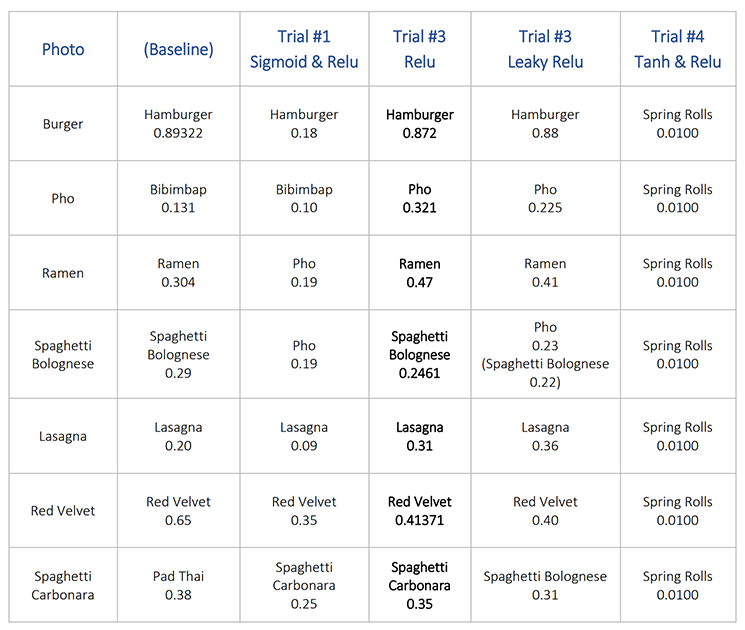 Photo
(Baseline)
Trial #1
Sigmoid & Relu
Trial #3
Relu
Trial #3
Leaky Relu
Trial #4
Tanh & Relu
Burger
Hamburger
0.89322
Hamburger
0.18
Hamburger
0.872
Hamburger
0.88
Spring Rolls
0.0100
Pho
Bibimbap
0.131
Bibimbap
0.10
Pho
0.321
Pho
0.225
Spring Rolls
0.0100
Ramen
Ramen
0.304
Pho
0.19
Ramen
0.47
Ramen
0.41
Spring Rolls
0.0100
Spaghetti
Bolognese
Spaghetti
Bolognese
0.29
Pho
0.19
Spaghetti
Bolognese
0.2461
Pho
0.23
(Spaghetti Bolognese
0.22)
Spring Rolls
0.0100
Lasagna
Lasagna
0.20
Lasagna
0.09
Lasagna
0.31
Lasagna
0.36
Spring Rolls
0.0100
Red Velvet
Red Velvet
0.65
Red Velvet
0.35
Red Velvet
0.41371
Red Velvet
0.40
Spring Rolls
0.0100
Spaghetti
Carbonara
Pad Thai
0.38
Spaghetti
Carbonara
0.25
Spaghetti
Carbonara
0.35
Spaghetti Bolognese
0.31
Spring Rolls
0.0100